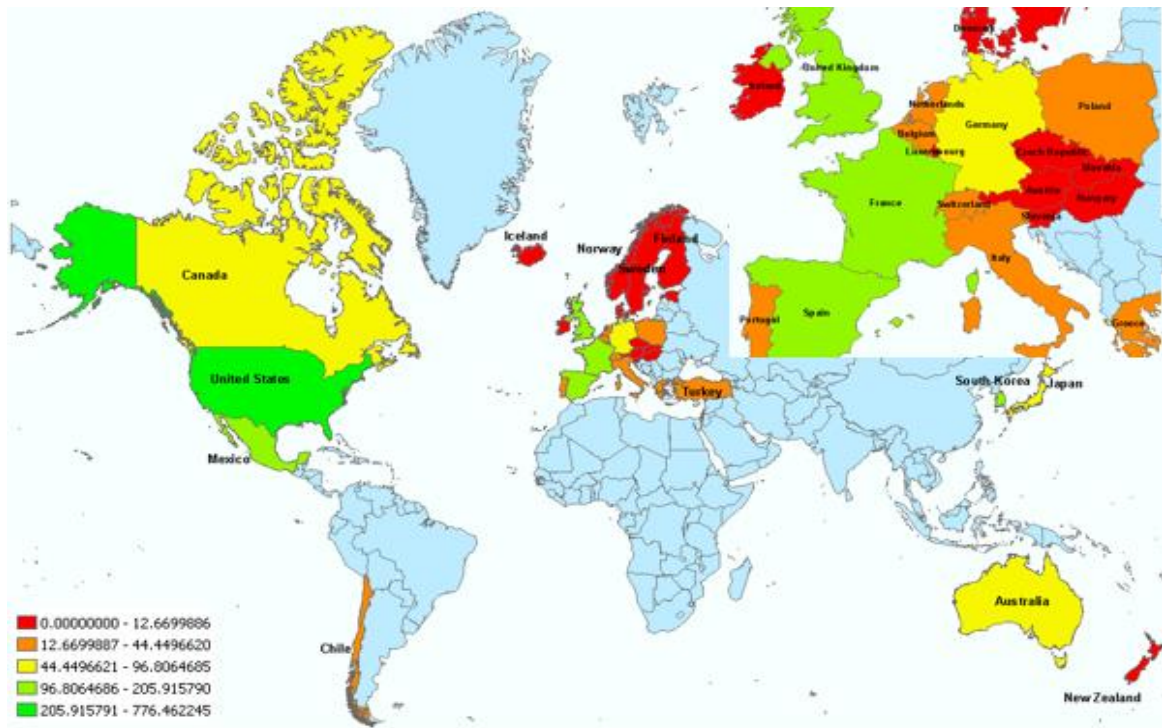 Denmark
United Kingdom
Ireland
Netherlands
Poland
Germany
Belgium
Luxembourg
Czech Republic
Slovakia
Austria
Hungary
France
Switzerland
Slovenia
Italy
Iceland
Norway
Finland
Sweden
Canada
Portugal
Spain
Greece
United States
Turkey
South Korea
Japan
Mexico
Australia
Chile
New Zealand
0.00000000 - 12.6699886
12.6699887 - 44.4496620
44.4496621 - 96.8064685
96.8064686 - 205.915790
205.915791 - 776.462245